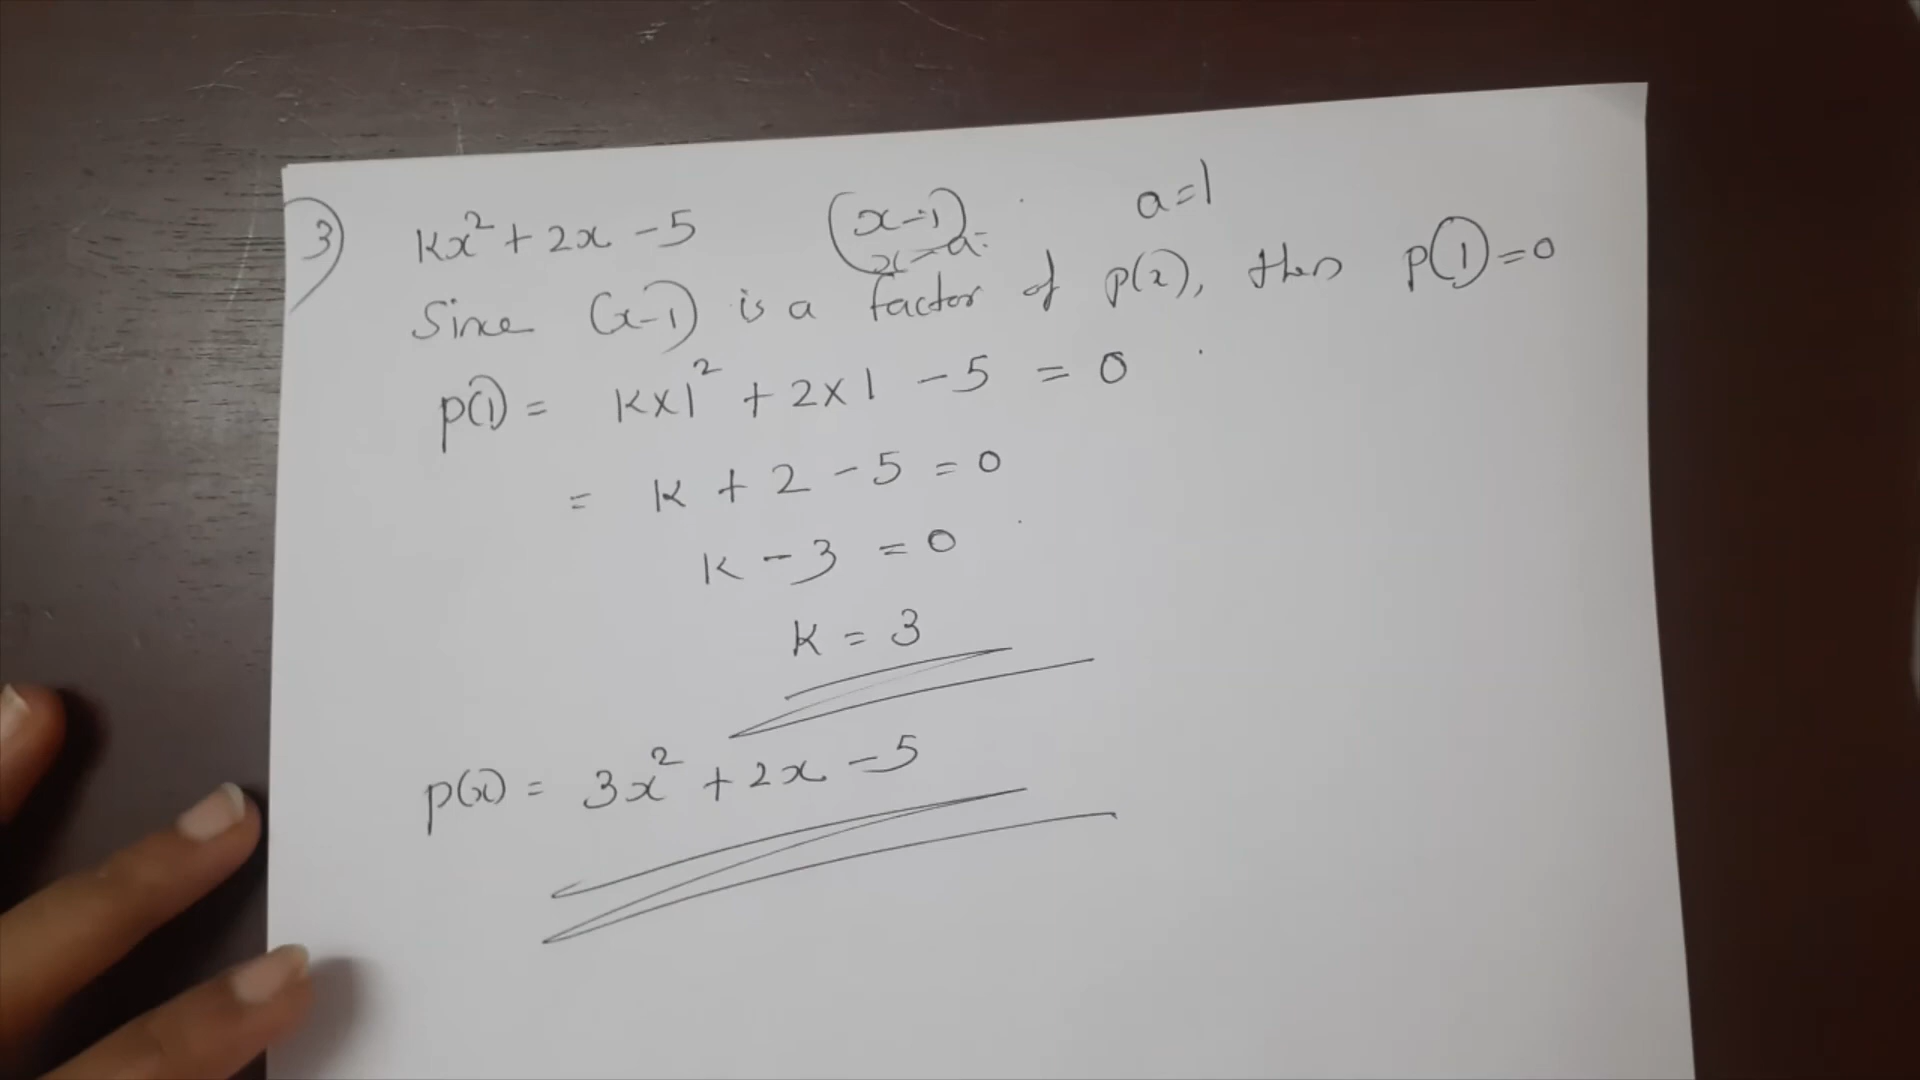 3) kx² + 2x - 5 (x-1) a=1
x-a
Since (x-1) is a factor of p(x), then p(1)=0
p(1) = k×1² + 2×1 - 5 = 0
= k + 2 - 5 = 0
k - 3 = 0
k = 3
p(x) = 3x² + 2x - 5